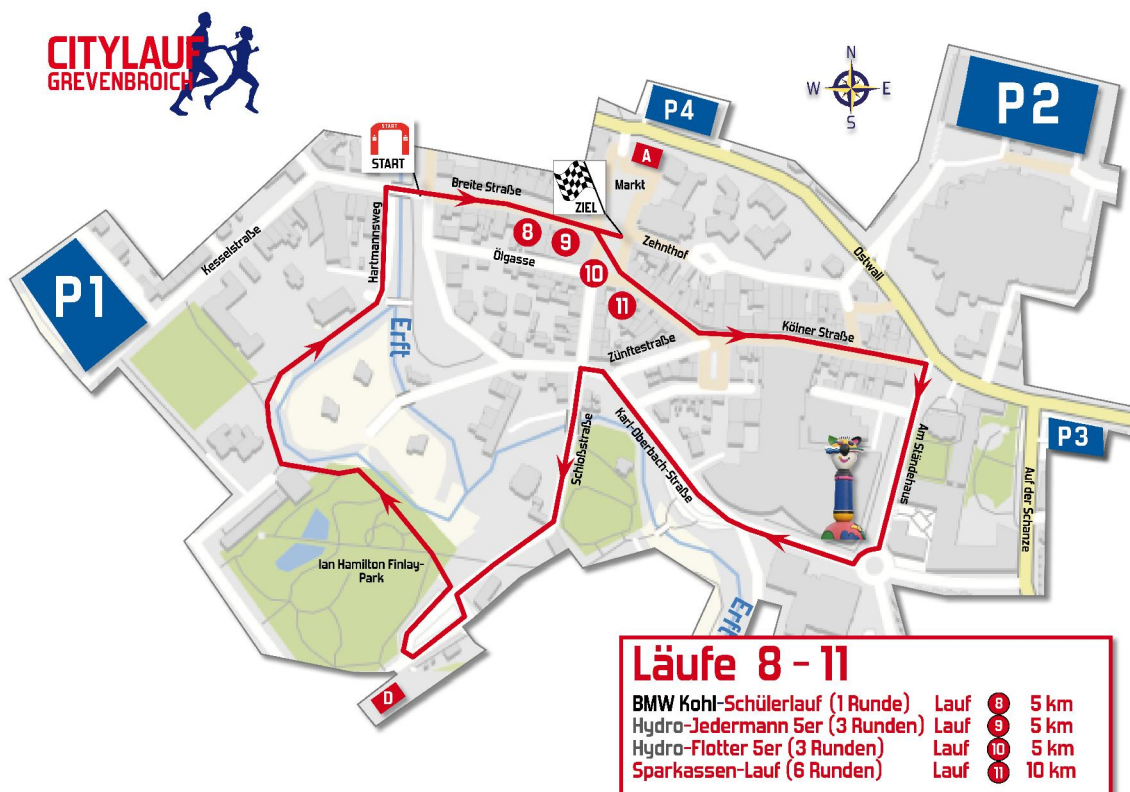 CITYLAUF
GREVENBROICH
START
START
ZIEL
N
W E
S
P4
P2
A
Markt
Breite Straße
Hartmannsweg
Kesselstraße
8
9
Ölgasse
10
11
Zehnthof
Ostwall
P1
Erft
Kölner Straße
Zünftestraße
Karl-Oberbach-Straße
Schloßstraße
Am Ständehaus
P3
Auf der Schanze
Ian Hamilton Finlay-
Park
Erft
D
Läufe 8 - 11
BMW Kohl-Schülerlauf (1 Runde) Lauf 8 5 km
Hydro-Jedermann 5er (3 Runden) Lauf 9 5 km
Hydro-Flotter 5er (3 Runden) Lauf 10 5 km
Sparkassen-Lauf (6 Runden) Lauf 11 10 km